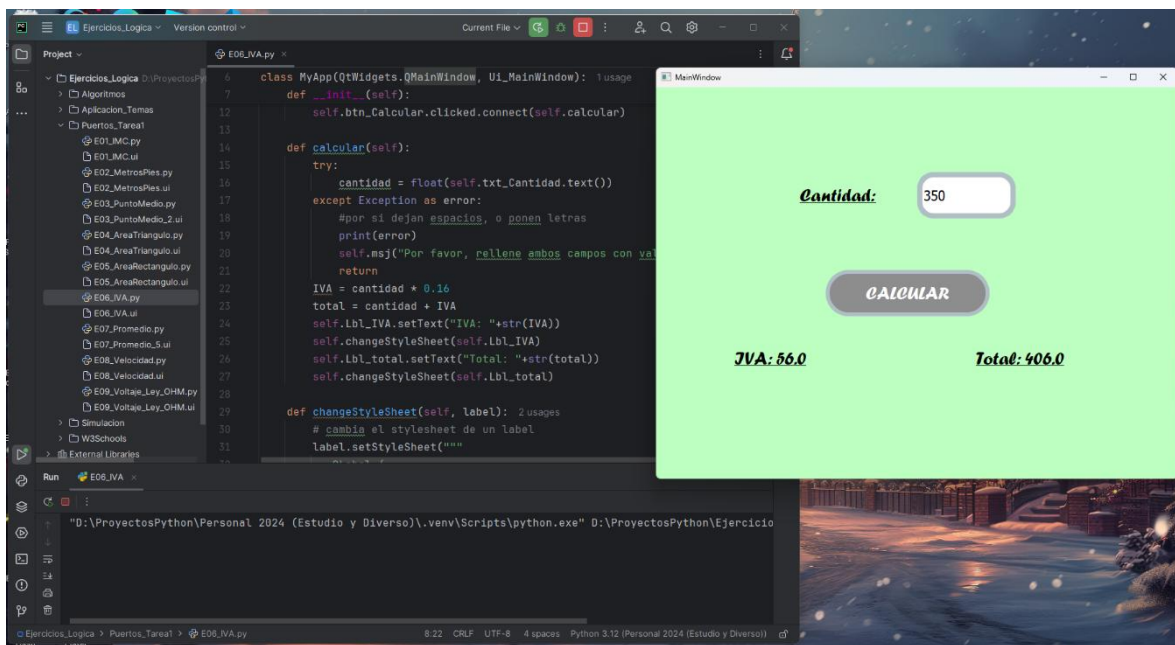 PC
EL Ejercicios_Logica Version control Current File
Project
E06_IVA.py
Ejercicios_Logica D:\ProyectosPy
Algoritmos
Aplicacion_Temas
Puertos_Tarea1
E01_IMC.py
E01_IMC.ui
E02_MetrosPies.py
E02_MetrosPies.ui
E03_PuntoMedio.py
E03_PuntoMedio_2.ui
E04_AreaTriangulo.py
E04_AreaTriangulo.ui
E05_AreaRectangulo.py
E05_AreaRectangulo.ui
E06_IVA.py
E06_IVA.ui
E07_Promedio.py
E07_Promedio_5.ui
E08_Velocidad.py
E08_Velocidad.ui
E09_Voltaje_Ley_OHM.py
E09_Voltaje_Ley_OHM.ui
Simulacion
W3Schools
External Libraries
6 class MyApp(QtWidgets.QMainWindow, Ui_MainWindow): 1 usage
7 def __init__(self):
12 self.btn_Calcular.clicked.connect(self.calcular)
13
14 def calcular(self):
15 try:
16 cantidad = float(self.txt_Cantidad.text())
17 except Exception as error:
18 #por si dejan espacios, o ponen letras
19 print(error)
20 self.msj("Por favor, rellene ambos campos con val
21 return
22 IVA = cantidad * 0.16
23 total = cantidad + IVA
24 self.Lbl_IVA.setText("IVA: "+str(IVA))
25 self.changeStyleSheet(self.Lbl_IVA)
26 self.Lbl_total.setText("Total: "+str(total))
27 self.changeStyleSheet(self.Lbl_total)
28
29 def changeStyleSheet(self, label): 2 usages
30 # cambia el stylesheet de un label
31 label.setStyleSheet("""
MainWindow
Cantidad: 350
CALCULAR
IVA: 56.0 Total: 406.0
Run E06_IVA
"D:\ProyectosPython\Personal 2024 (Estudio y Diverso)\.venv\Scripts\python.exe" D:\ProyectosPython\Ejercicio
Ejercicios_Logica > Puertos_Tarea1 > E06_IVA.py 8:22 CRLF UTF-8 4 spaces Python 3.12 (Personal 2024 (Estudio y Diverso))